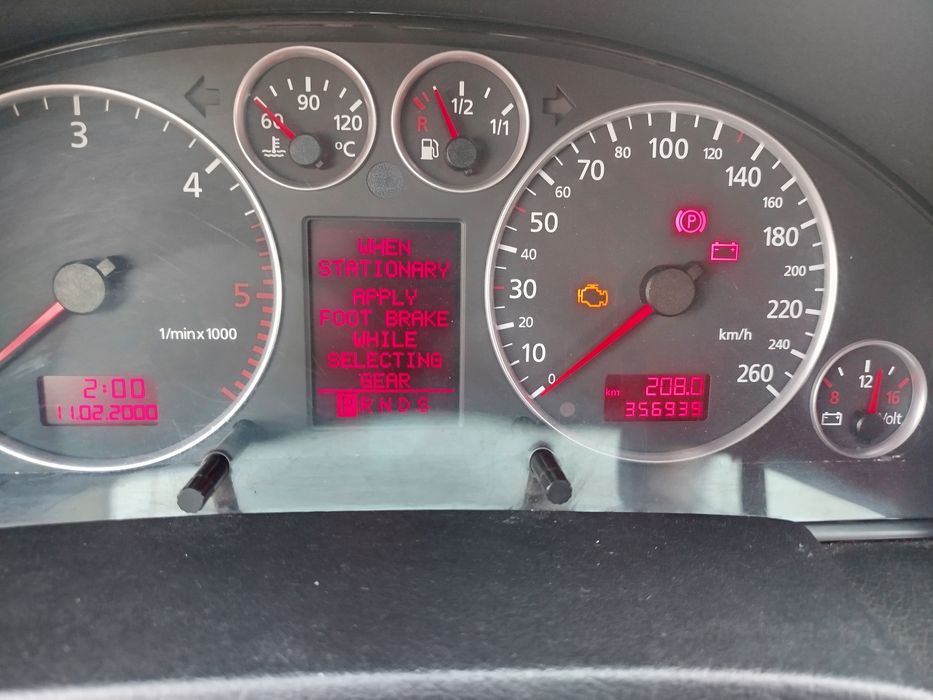 3
4
5
1/min x 1000
2:00
11.02.2000
60
90
120
°C
R
1/2
1/1
WHEN
STATIONARY
APPLY
FOOT BRAKE
WHILE
SELECTING
GEAR
PRNDS
0
10
20
30
40
50
60
70
80
100
120
140
160
180
200
220
240
260
km/h
P
km 208.0
356939
8
12
16
Volt